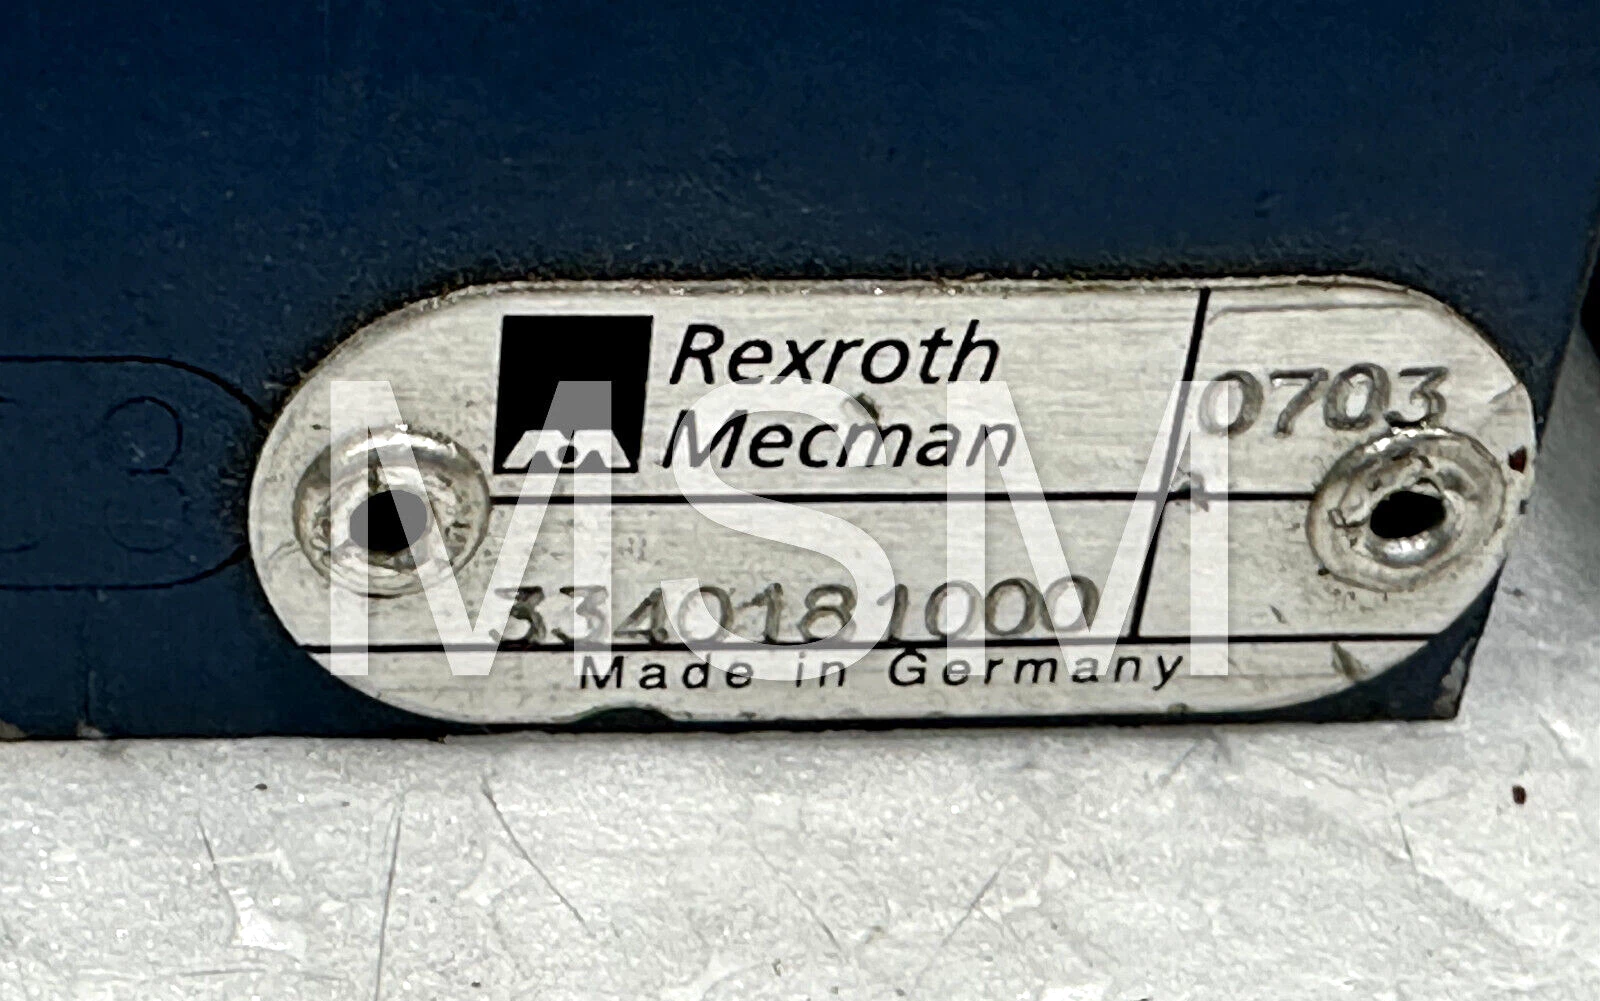 Rexroth
Mecman
0703
3340181000
Made in Germany
MSM